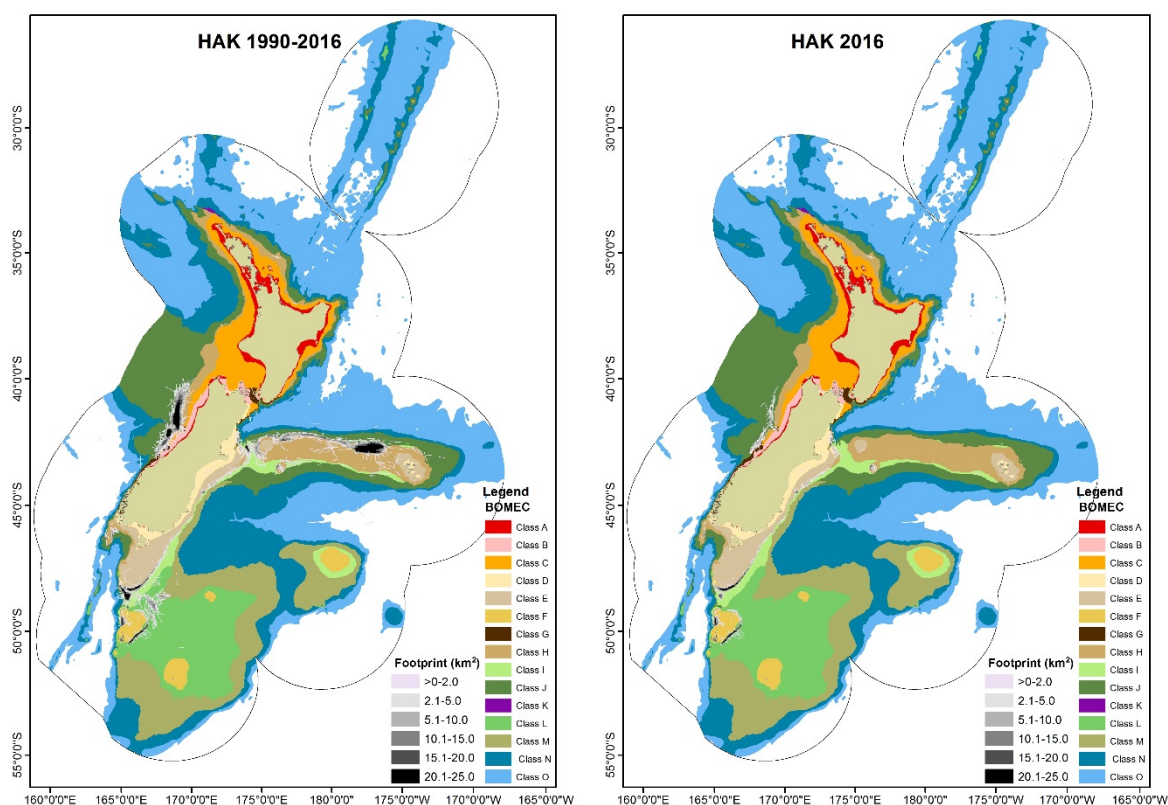 HAK 1990-2016
30°0'0"S
35°0'0"S
40°0'0"S
45°0'0"S
50°0'0"S
55°0'0"S
Legend
BOMEC
Class A
Class B
Class C
Class D
Class E
Class F
Class G
Class H
Class I
Class J
Class K
Class L
Class M
Class N
Class O
Footprint (km²)
>0-2.0
2.1-5.0
5.1-10.0
10.1-15.0
15.1-20.0
20.1-25.0
160°0'0"E 165°0'0"E 170°0'0"E 175°0'0"E 180°0'0" 175°0'0"W 170°0'0"W 165°0'0"W
HAK 2016
30°0'0"S
35°0'0"S
40°0'0"S
45°0'0"S
50°0'0"S
55°0'0"S
Legend
BOMEC
Class A
Class B
Class C
Class D
Class E
Class F
Class G
Class H
Class I
Class J
Class K
Class L
Class M
Class N
Class O
Footprint (km²)
>0-2.0
2.1-5.0
5.1-10.0
10.1-15.0
15.1-20.0
20.1-25.0
160°0'0"E 165°0'0"E 170°0'0"E 175°0'0"E 180°0'0" 175°0'0"W 170°0'0"W 165°0'0"W